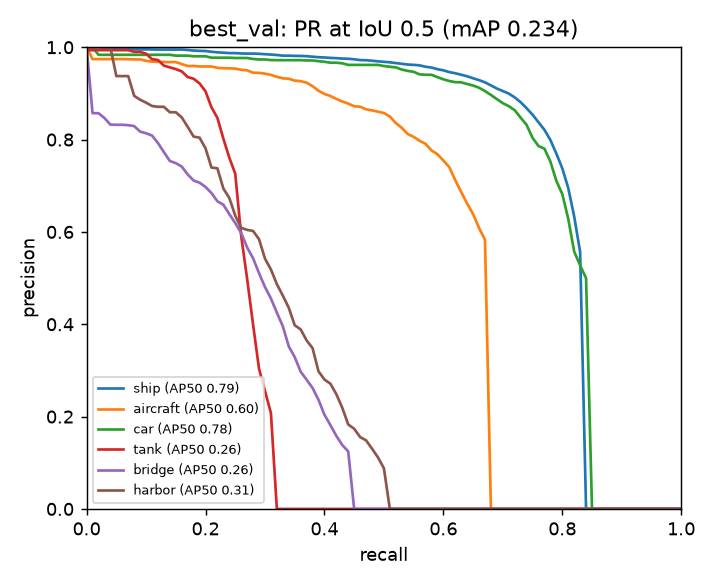 best_val: PR at IoU 0.5 (mAP 0.234)
precision
1.0
0.8
0.6
0.4
0.2
0.0
ship (AP50 0.79)
aircraft (AP50 0.60)
car (AP50 0.78)
tank (AP50 0.26)
bridge (AP50 0.26)
harbor (AP50 0.31)
0.0 0.2 0.4 0.6 0.8 1.0
recall